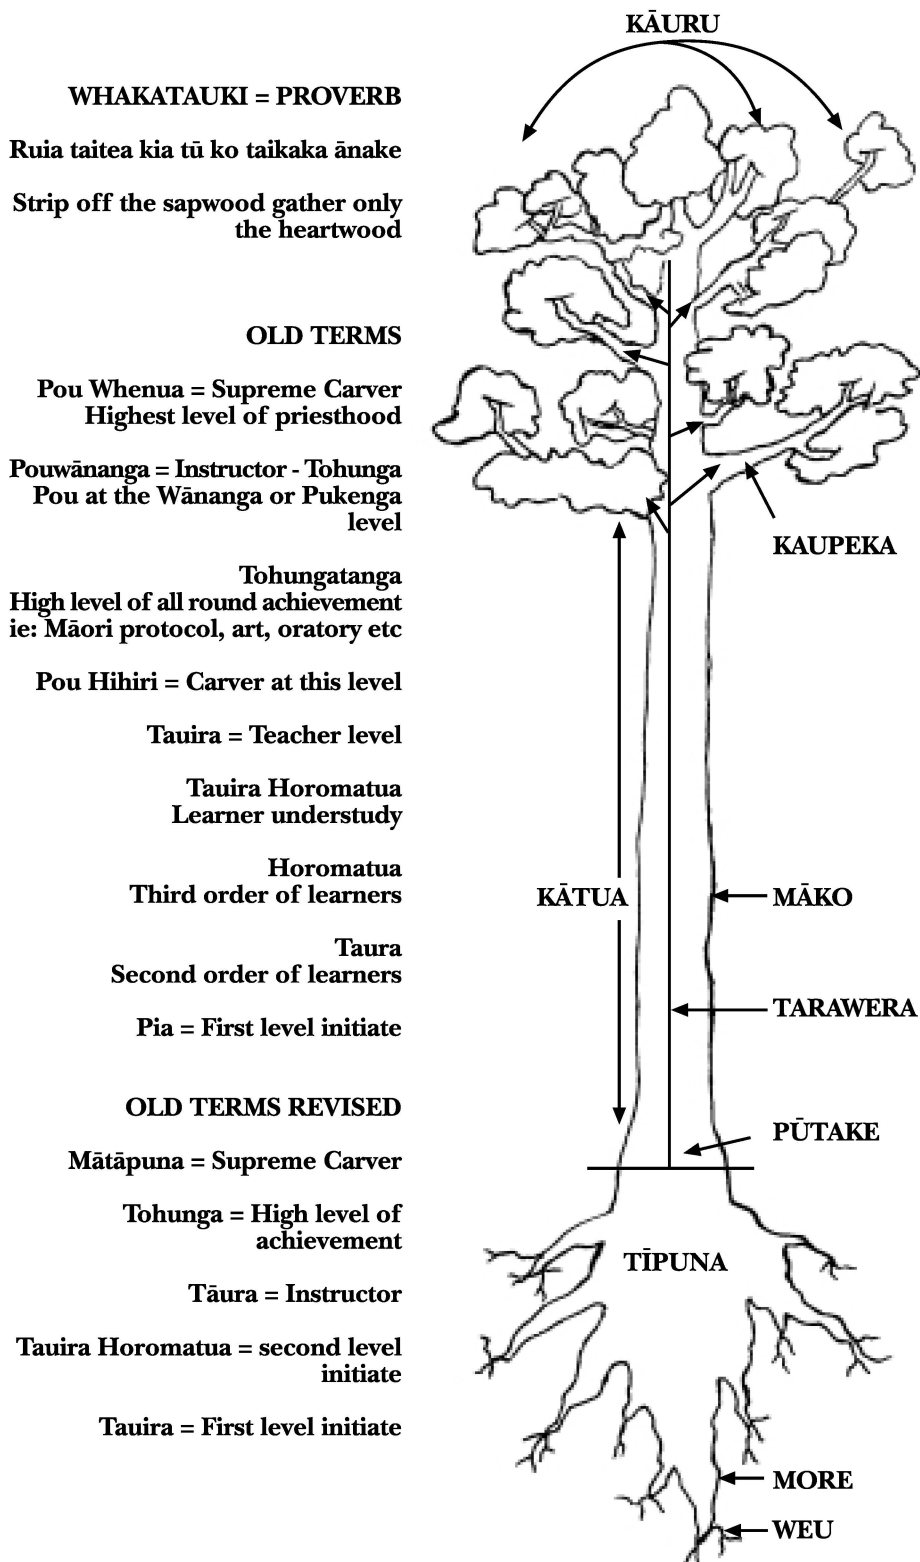 KĀURU
WHAKATAUKI = PROVERB
Ruia taitea kia tū ko taikaka ānake
Strip off the sapwood gather only
the heartwood
OLD TERMS
Pou Whenua = Supreme Carver
Highest level of priesthood
Pouwānanga = Instructor - Tohunga
Pou at the Wānanga or Pukenga
level
Tohungatanga
High level of all round achievement
ie: Māori protocol, art, oratory etc
Pou Hihiri = Carver at this level
Tauira = Teacher level
Tauira Horomatua
Learner understudy
Horomatua
Third order of learners
Taura
Second order of learners
Pia = First level initiate
OLD TERMS REVISED
Mātāpuna = Supreme Carver
Tohunga = High level of
achievement
Tāura = Instructor
Tauira Horomatua = second level
initiate
Tauira = First level initiate
KAUPEKA
KĀTUA
MĀKO
TARAWERA
PŪTAKE
TĪPUNA
MORE
WEU